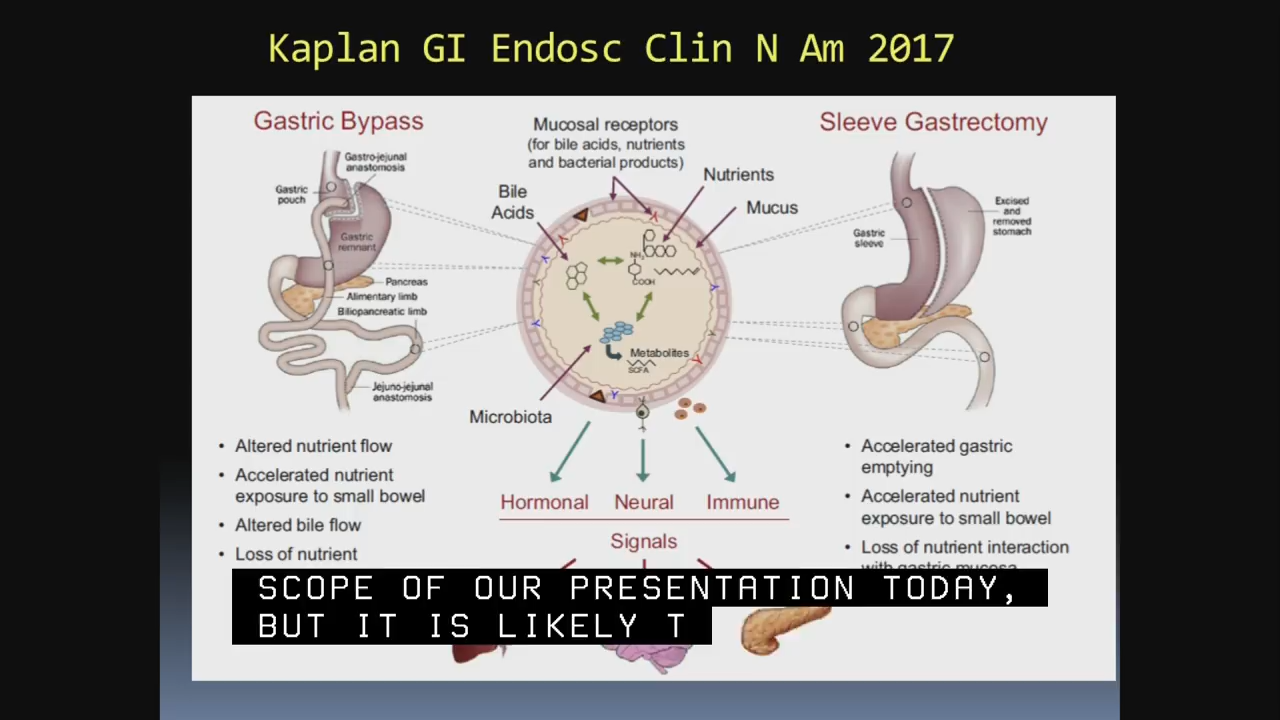 Kaplan GI Endosc Clin N Am 2017
Gastric Bypass
Gastro-jejunal
anastomosis
Gastric
pouch
Gastric
remnant
Pancreas
Alimentary limb
Biliopancreatic limb
Jejuno-jejunal
anastomosis
Mucosal receptors
(for bile acids, nutrients
and bacterial products)
Bile
Acids
Nutrients
Mucus
NH2
COOH
Metabolites
SCFA
Microbiota
Sleeve Gastrectomy
Excised
and
removed
stomach
Gastric
sleeve
• Altered nutrient flow
• Accelerated nutrient
exposure to small bowel
• Altered bile flow
• Loss of nutrient
Hormonal Neural Immune
Signals
• Accelerated gastric
emptying
• Accelerated nutrient
exposure to small bowel
• Loss of nutrient interaction
with gastric mucosa
SCOPE OF OUR PRESENTATION TODAY,
BUT IT IS LIKELY T